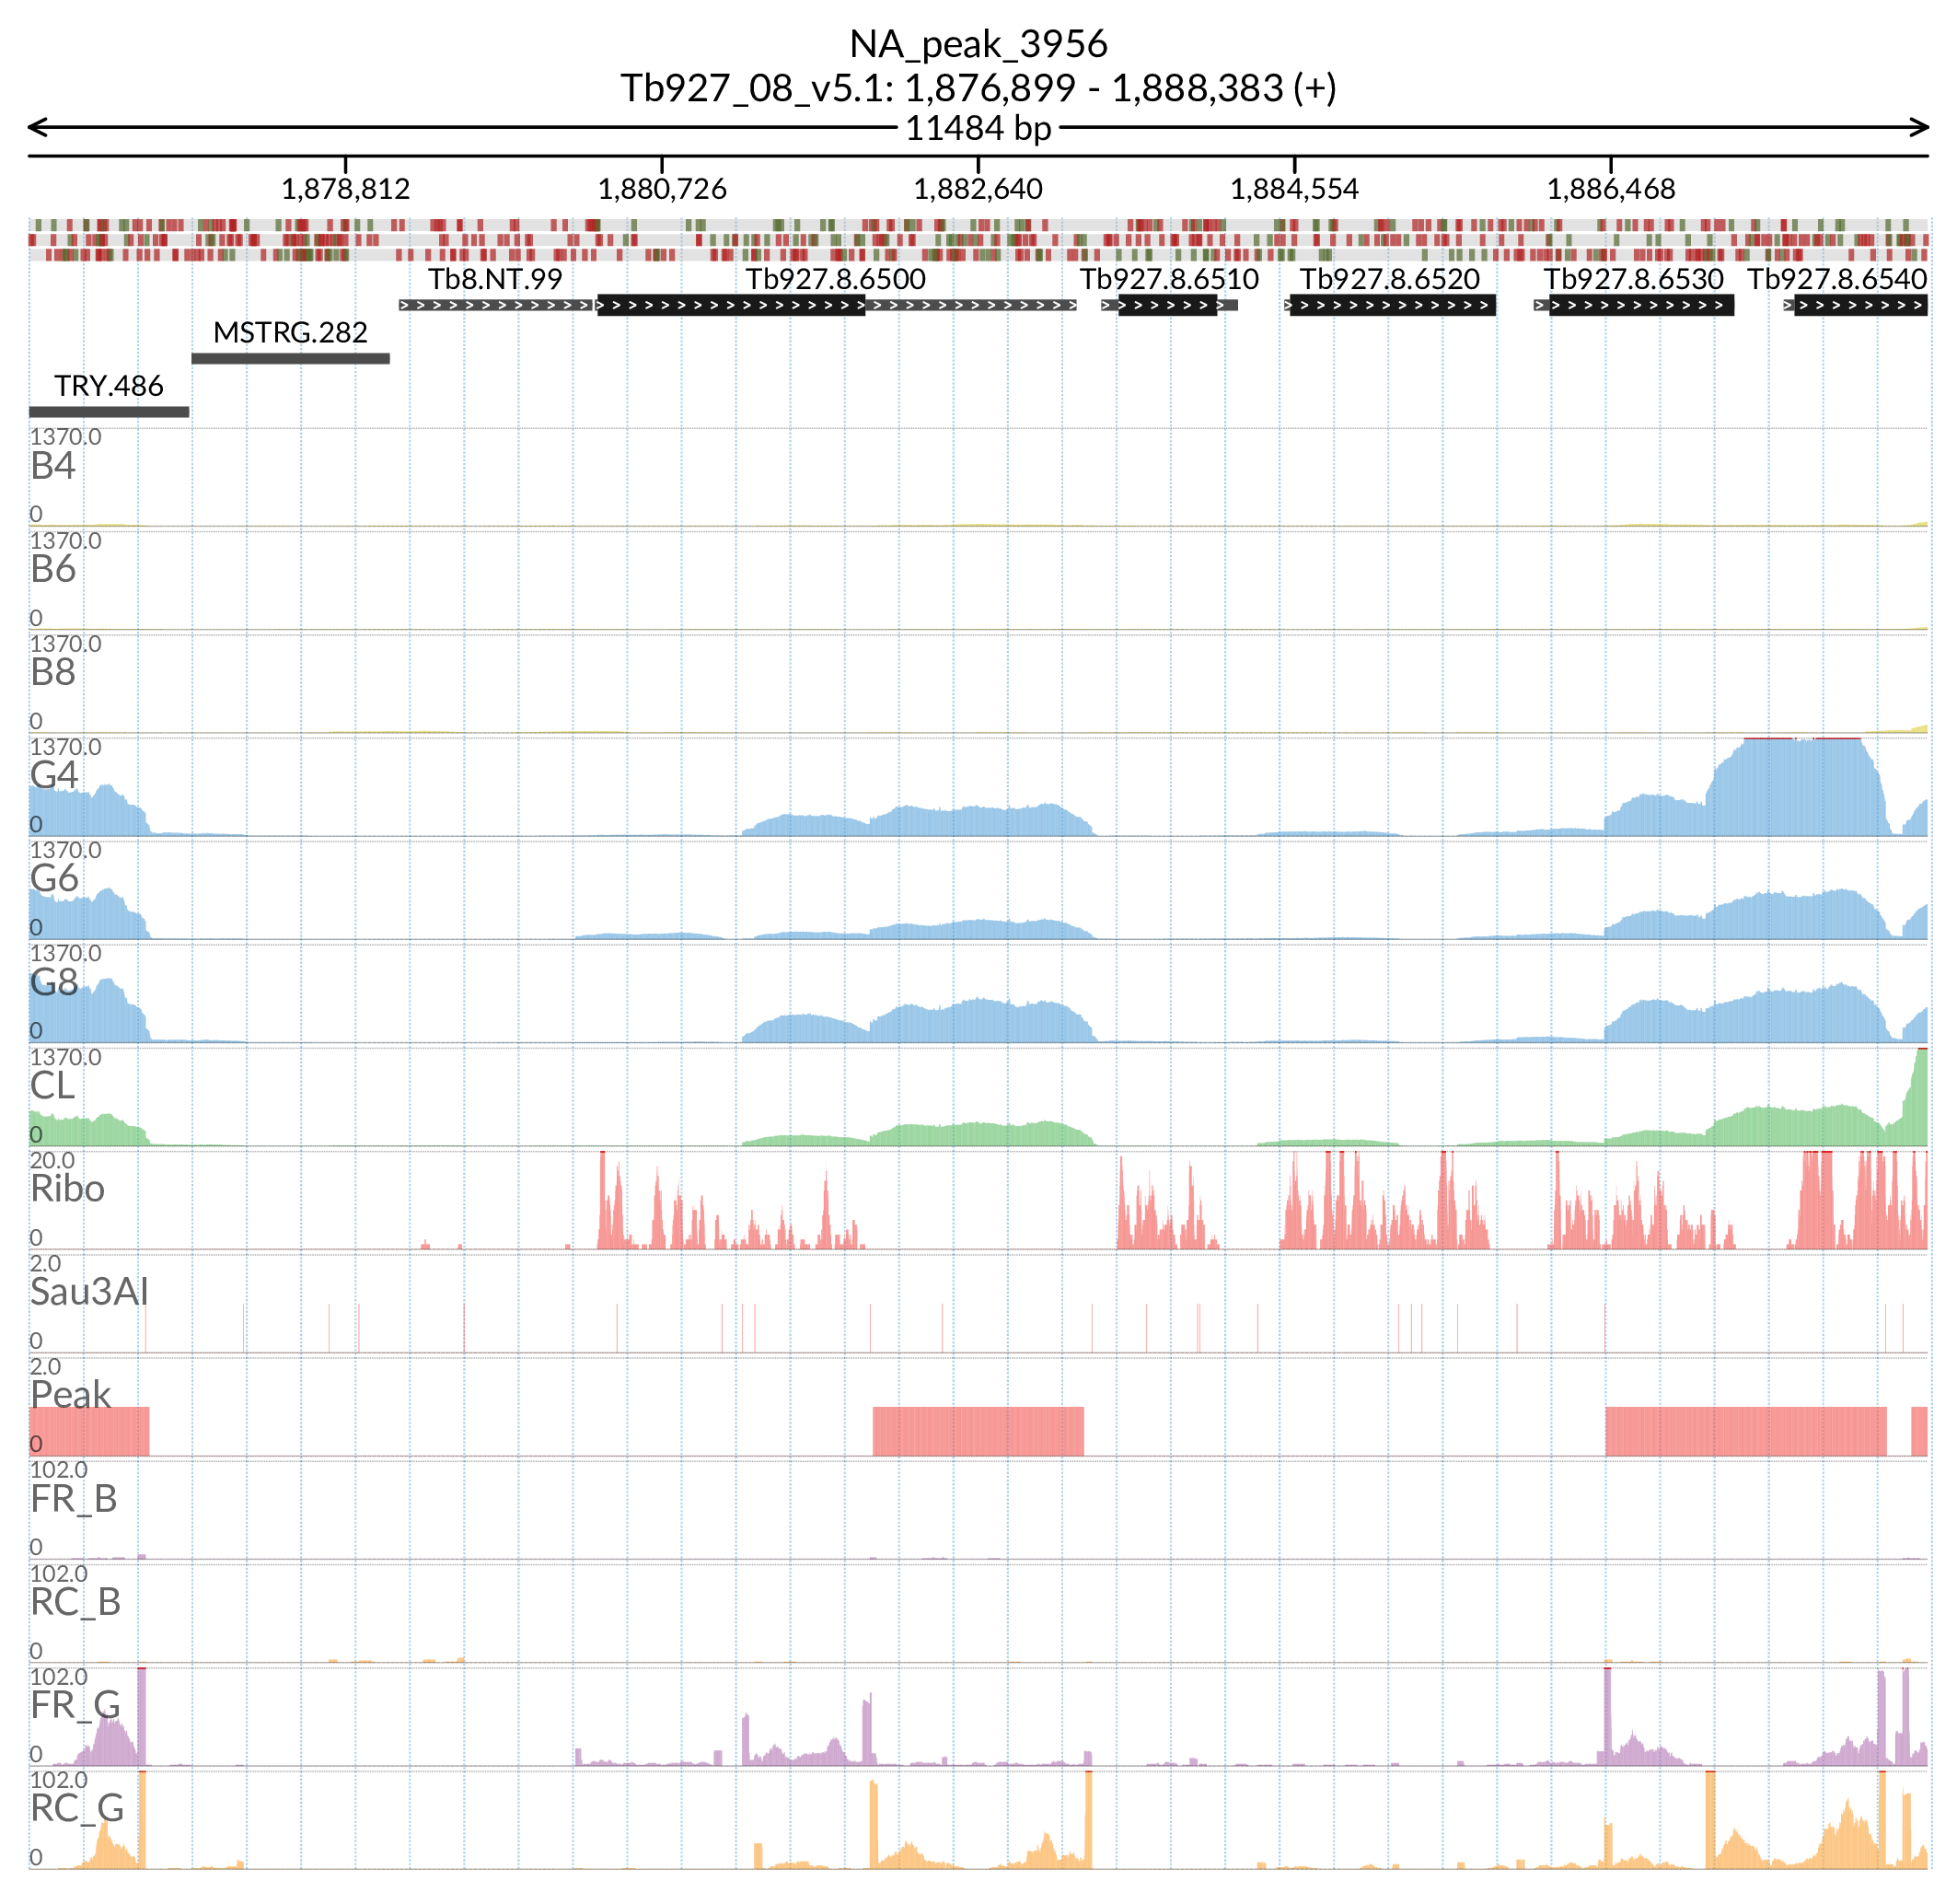 NA_peak_3956
Tb927_08_v5.1: 1,876,899 - 1,888,383 (+)
11484 bp
1,878,812 1,880,726 1,882,640 1,884,554 1,886,468
Tb8.NT.99 Tb927.8.6500 Tb927.8.6510 Tb927.8.6520 Tb927.8.6530 Tb927.8.6540
MSTRG.282
TRY.486
1370.0
B4
0
1370.0
B6
0
1370.0
B8
0
1370.0
G4
0
1370.0
G6
0
1370.0
G8
0
1370.0
CL
0
20.0
Ribo
0
2.0
Sau3AI
0
2.0
Peak
0
102.0
FR_B
0
102.0
RC_B
0
102.0
FR_G
0
102.0
RC_G
0